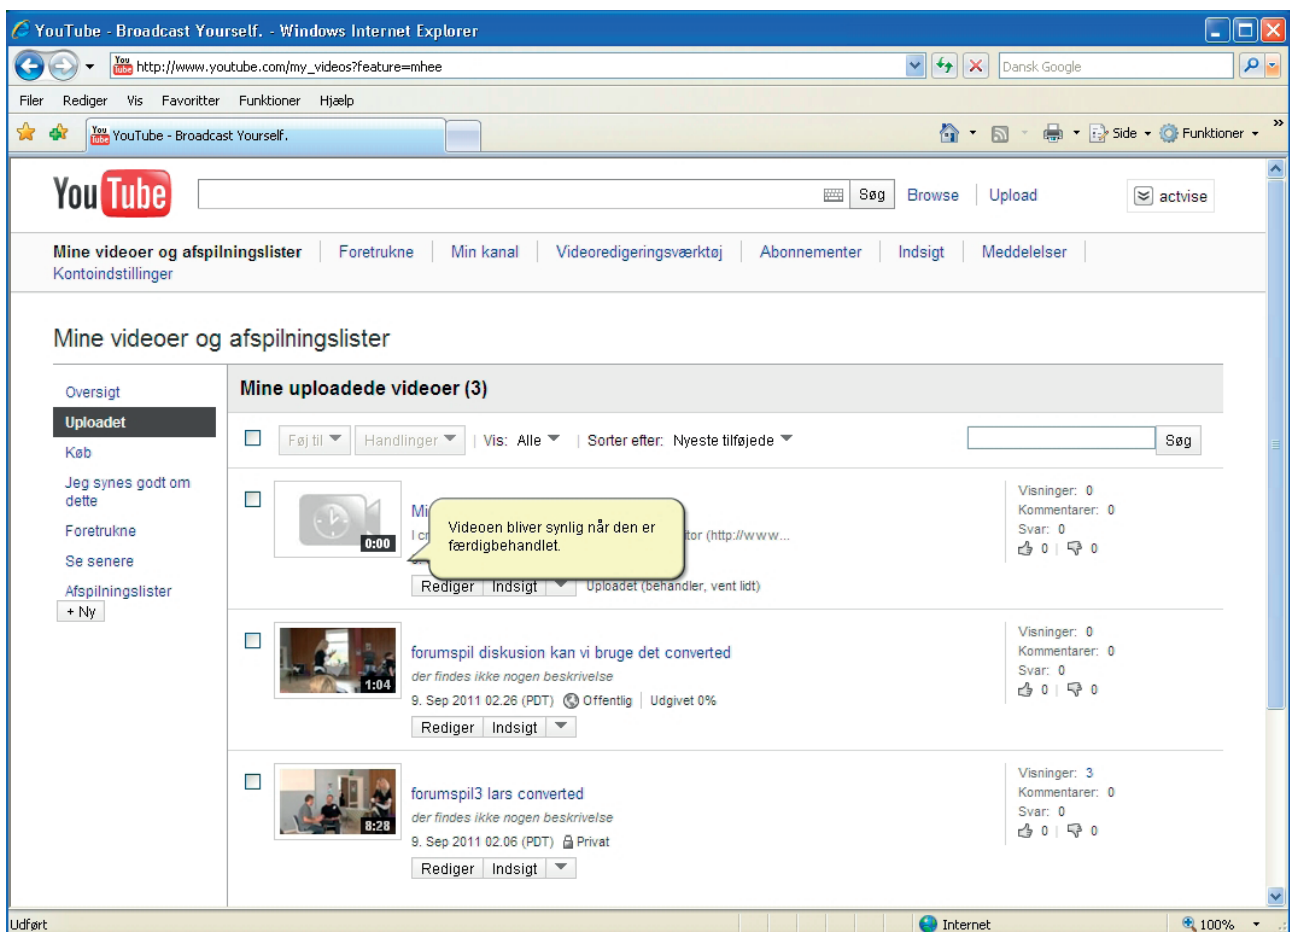 YouTube - Broadcast Yourself. - Windows Internet Explorer
http://www.youtube.com/my_videos?feature=mhee
Dansk Google
Filer Rediger Vis Favoritter Funktioner Hjælp
YouTube - Broadcast Yourself.
Side Funktioner »
You Tube
Søg Browse Upload actvise
Mine videoer og afspilningslister Foretrukne Min kanal Videoredigeringsværktøj Abonnementer Indsigt Meddelelser
Kontoindstillinger
Mine videoer og afspilningslister
Oversigt
Uploadet
Køb
Jeg synes godt om
dette
Foretrukne
Se senere
Afspilningslister
+ Ny
Mine uploadede videoer (3)
Føj til Handlinger Vis: Alle Sorter efter: Nyeste tilføjede Søg
0:00
Mi
Videoen bliver synlig når den er
færdigbehandlet.
I cr
tor (http://www...
Rediger Indsigt Uploadet (behandler, vent lidt)
Visninger: 0
Kommentarer: 0
Svar: 0
0 0
1:04
forumspil diskusion kan vi bruge det converted
der findes ikke nogen beskrivelse
9. Sep 2011 02.26 (PDT) Offentlig Udgivet 0%
Rediger Indsigt
Visninger: 0
Kommentarer: 0
Svar: 0
0 0
8:28
forumspil3 lars converted
der findes ikke nogen beskrivelse
9. Sep 2011 02.06 (PDT) Privat
Rediger Indsigt
Visninger: 3
Kommentarer: 0
Svar: 0
0 0
Udført Internet 100%